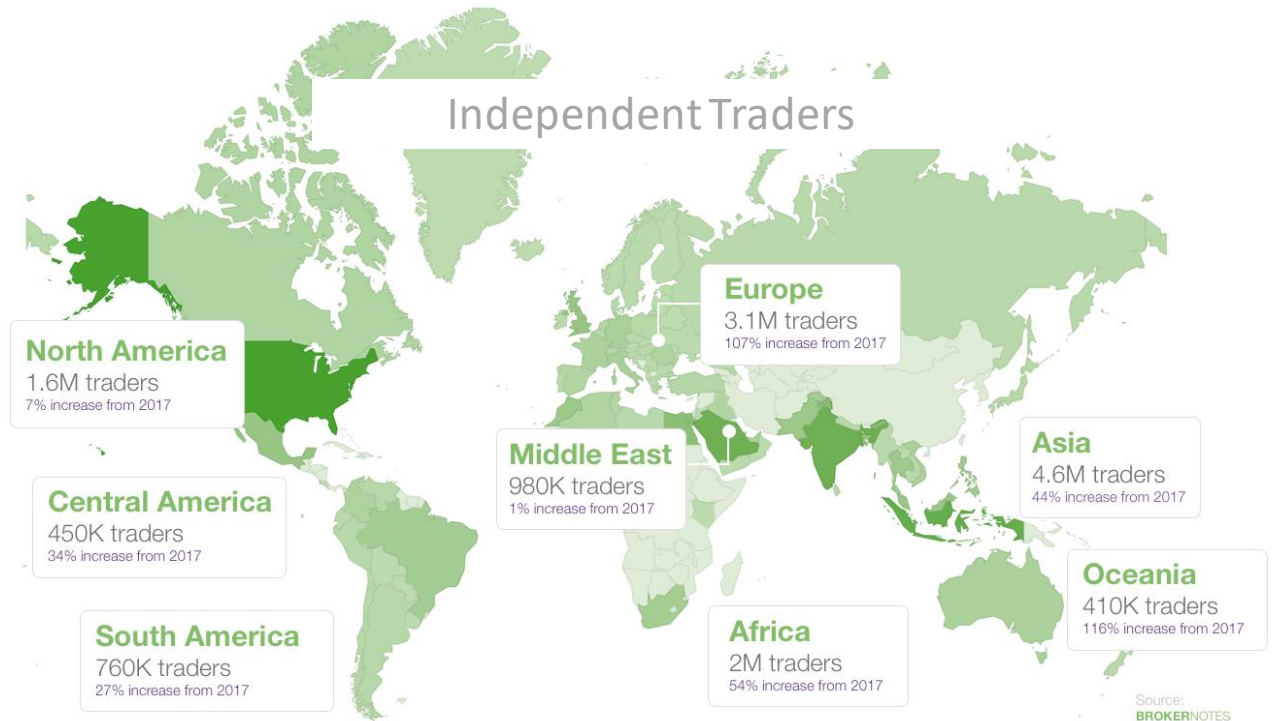 Independent Traders
Europe
3.1M traders
107% increase from 2017
North America
1.6M traders
7% increase from 2017
Middle East
980K traders
1% increase from 2017
Asia
4.6M traders
44% increase from 2017
Central America
450K traders
34% increase from 2017
Oceania
410K traders
116% increase from 2017
South America
760K traders
27% increase from 2017
Africa
2M traders
54% increase from 2017
Source:
BROKERNOTES